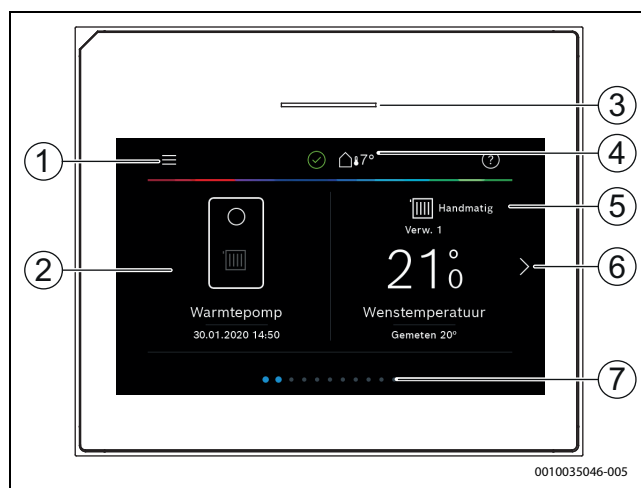 7°
?
Handmatig
Verw. 1
21°0
Warmtepomp
Wenstemperatuur
30.01.2020 14:50
Gemeten 20°
1
2
3
4
5
6
7
0010035046-005